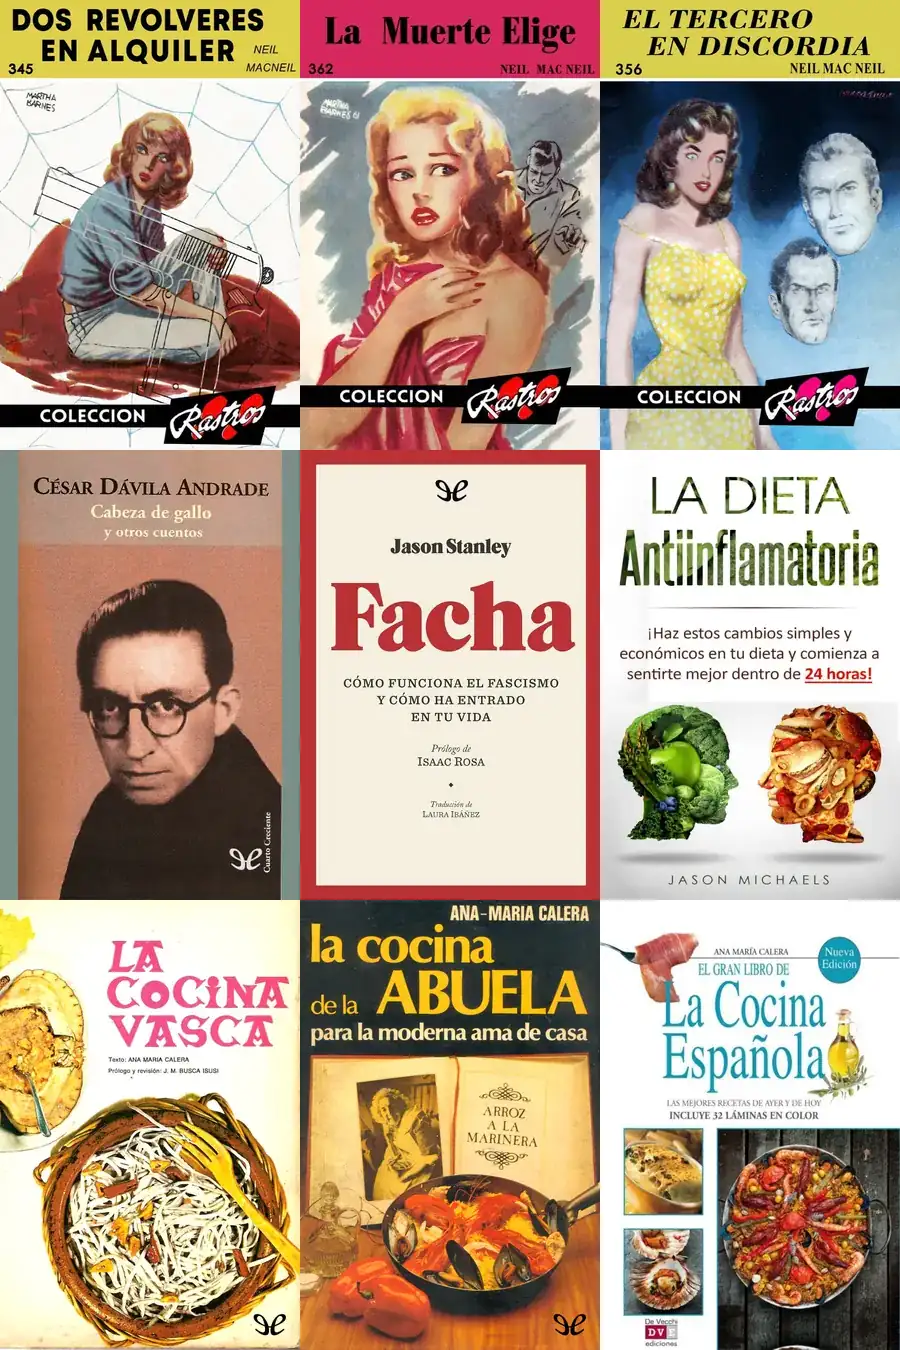 DOS REVOLVERES
EN ALQUILER
NEIL
MACNEIL
345
MARTHA
BARNES
COLECCION
Rastros
La Muerte Elige
362
NEIL MAC NEIL
MARTHA
BARNES 61
COLECCION
Rastros
EL TERCERO
EN DISCORDIA
356
NEIL MAC NEIL
COLECCION
Rastros
CÉSAR DÁVILA ANDRADE
Cabeza de gallo
y otros cuentos
Cuarto Creciente
Jason Stanley
Facha
CÓMO FUNCIONA EL FASCISMO
Y CÓMO HA ENTRADO
EN TU VIDA
Prólogo de
ISAAC ROSA
Traducción de
LAURA IBÁÑEZ
LA DIETA
Antiinflamatoria
¡Haz estos cambios simples y
económicos en tu dieta y comienza a
sentirte mejor dentro de 24 horas!
JASON MICHAELS
LA
COCINA
VASCA
Texto: ANA MARIA CALERA
Prólogo y revisión: J. M. BUSCA ISUSI
ANA-MARIA CALERA
la cocina
de la ABUELA
para la moderna ama de casa
ARROZ
A LA
MARINERA
ANA MARÍA CALERA
Nueva
Edición
EL GRAN LIBRO DE
La Cocina
Española
LAS MEJORES RECETAS DE AYER Y DE HOY
INCLUYE 32 LÁMINAS EN COLOR
De Vecchi
DVE
ediciones